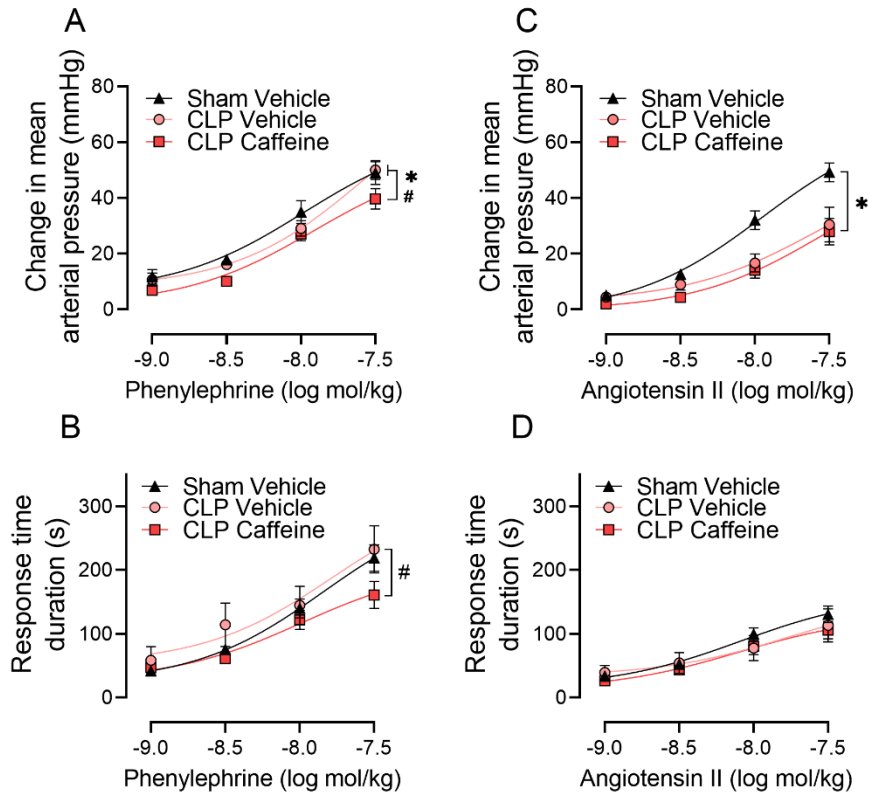 A
Change in mean
arterial pressure (mmHg)
80
60
40
20
0
Sham Vehicle
CLP Vehicle
CLP Caffeine
*
#
-9.0 -8.5 -8.0 -7.5
Phenylephrine (log mol/kg)
C
Change in mean
arterial pressure (mmHg)
80
60
40
20
0
Sham Vehicle
CLP Vehicle
CLP Caffeine
*
-9.0 -8.5 -8.0 -7.5
Angiotensin II (log mol/kg)
B
Response time
duration (s)
300
200
100
0
Sham Vehicle
CLP Vehicle
CLP Caffeine
#
-9.0 -8.5 -8.0 -7.5
Phenylephrine (log mol/kg)
D
Response time
duration (s)
300
200
100
0
Sham Vehicle
CLP Vehicle
CLP Caffeine
-9.0 -8.5 -8.0 -7.5
Angiotensin II (log mol/kg)